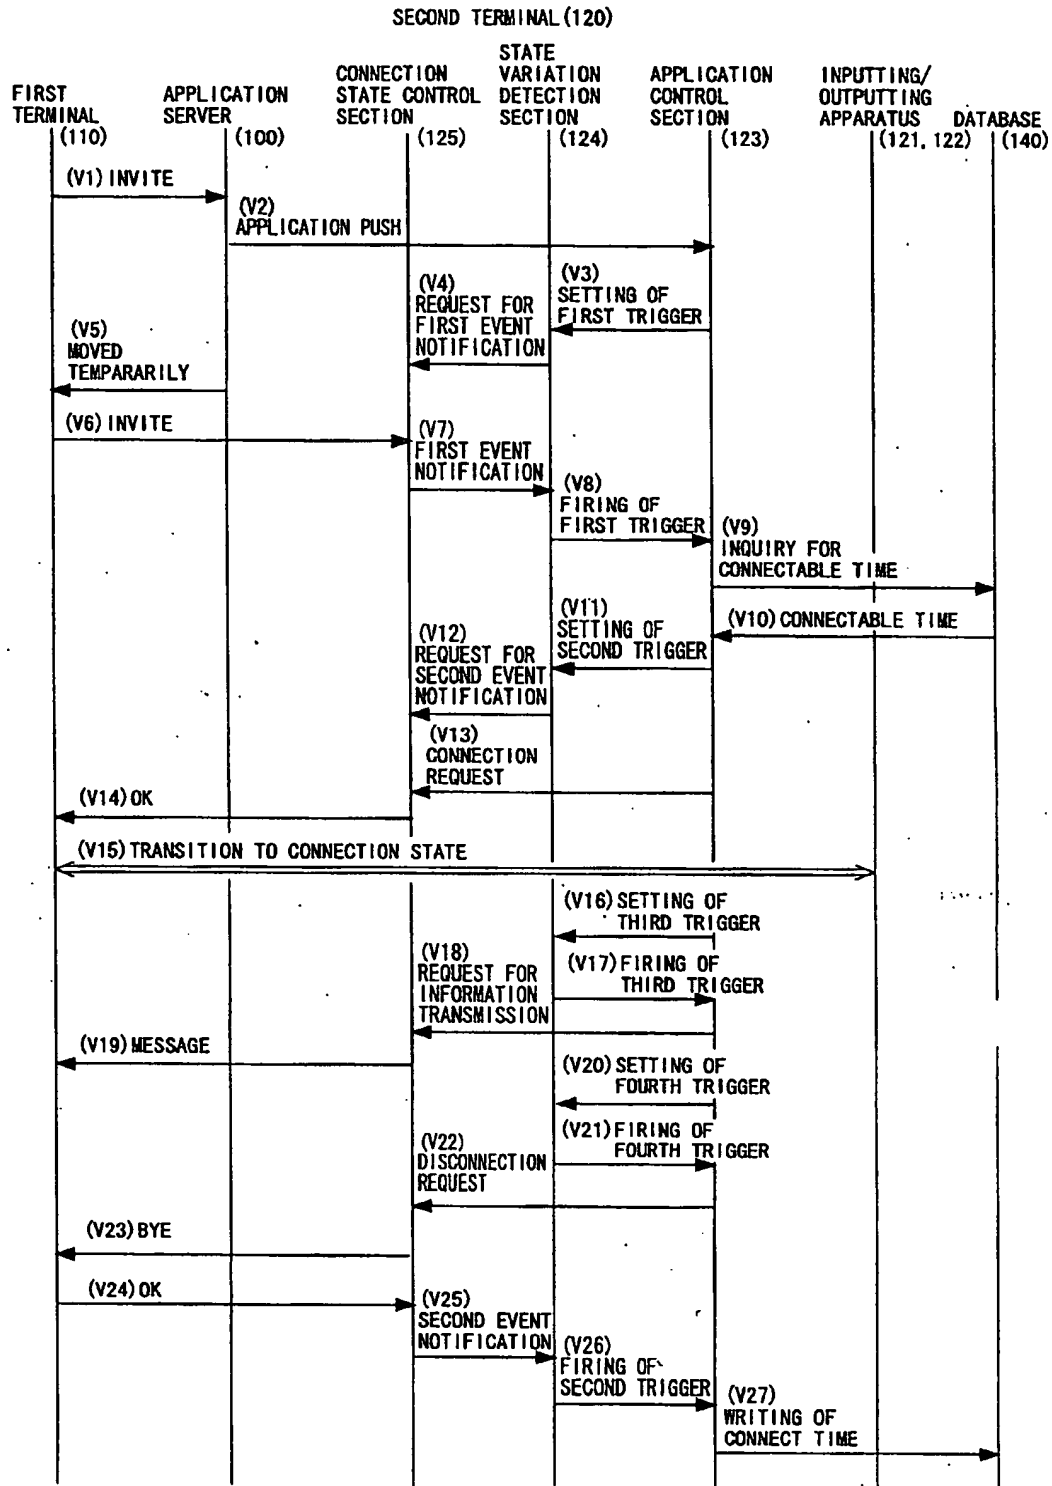 SECOND TERMINAL(120)
FIRST
TERMINAL
(110)
APPLICATION
SERVER
(100)
CONNECTION
STATE CONTROL
SECTION
(125)
STATE
VARIATION
DETECTION
SECTION
(124)
APPLICATION
CONTROL
SECTION
(123)
INPUTTING/
OUTPUTTING
APPARATUS
(121, 122)
DATABASE
(140)
(V1) INVITE
(V2)
APPLICATION PUSH
(V3)
SETTING OF
FIRST TRIGGER
(V4)
REQUEST FOR
FIRST EVENT
NOTIFICATION
(V5)
MOVED
TEMPARARILY
(V6) INVITE
(V7)
FIRST EVENT
NOTIFICATION
(V8)
FIRING OF
FIRST TRIGGER
(V9)
INQUIRY FOR
CONNECTABLE TIME
(V10) CONNECTABLE TIME
(V11)
SETTING OF
SECOND TRIGGER
(V12)
REQUEST FOR
SECOND EVENT
NOTIFICATION
(V13)
CONNECTION
REQUEST
(V14) OK
(V15) TRANSITION TO CONNECTION STATE
(V16) SETTING OF
THIRD TRIGGER
(V17) FIRING OF
THIRD TRIGGER
(V18)
REQUEST FOR
INFORMATION
TRANSMISSION
(V19) MESSAGE
(V20) SETTING OF
FOURTH TRIGGER
(V21) FIRING OF
FOURTH TRIGGER
(V22)
DISCONNECTION
REQUEST
(V23) BYE
(V24) OK
(V25)
SECOND EVENT
NOTIFICATION
(V26)
FIRING OF
SECOND TRIGGER
(V27)
WRITING OF
CONNECT TIME